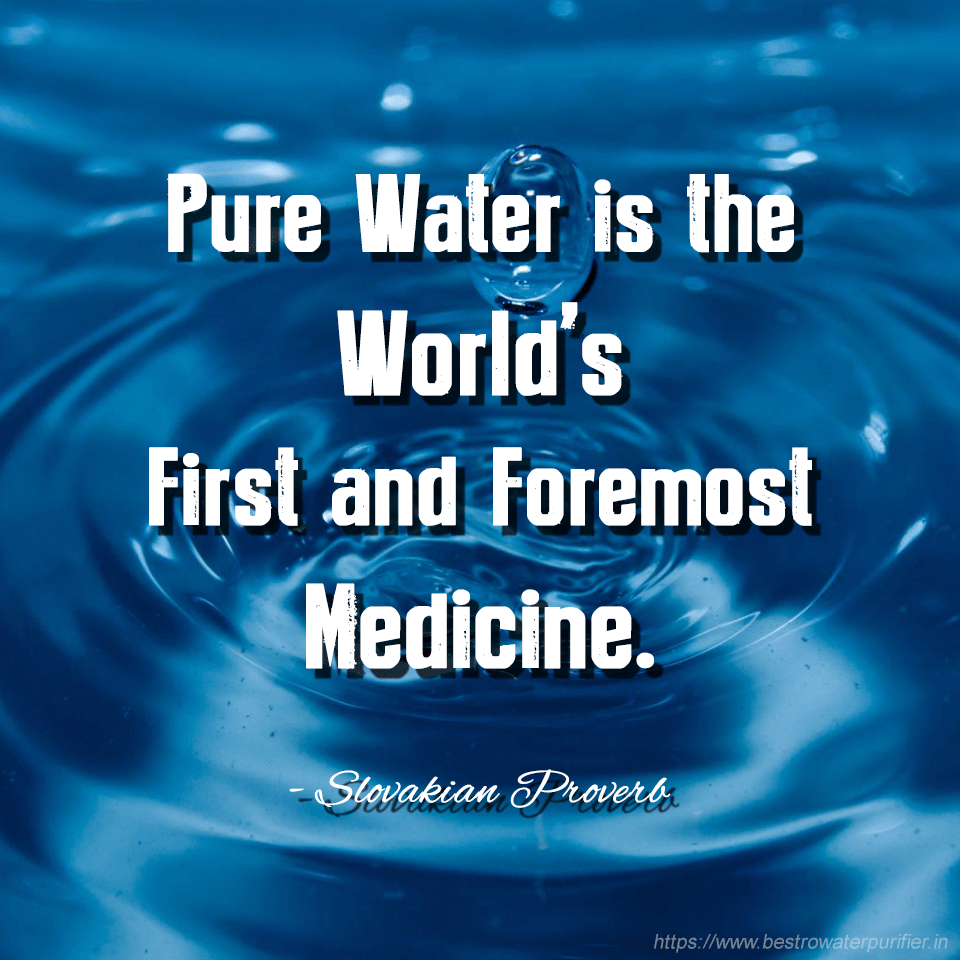 Pure Water is the
World's
First and Foremost
Medicine.
- Slovakian Proverb
https://www.bestrowaterpurifier.in